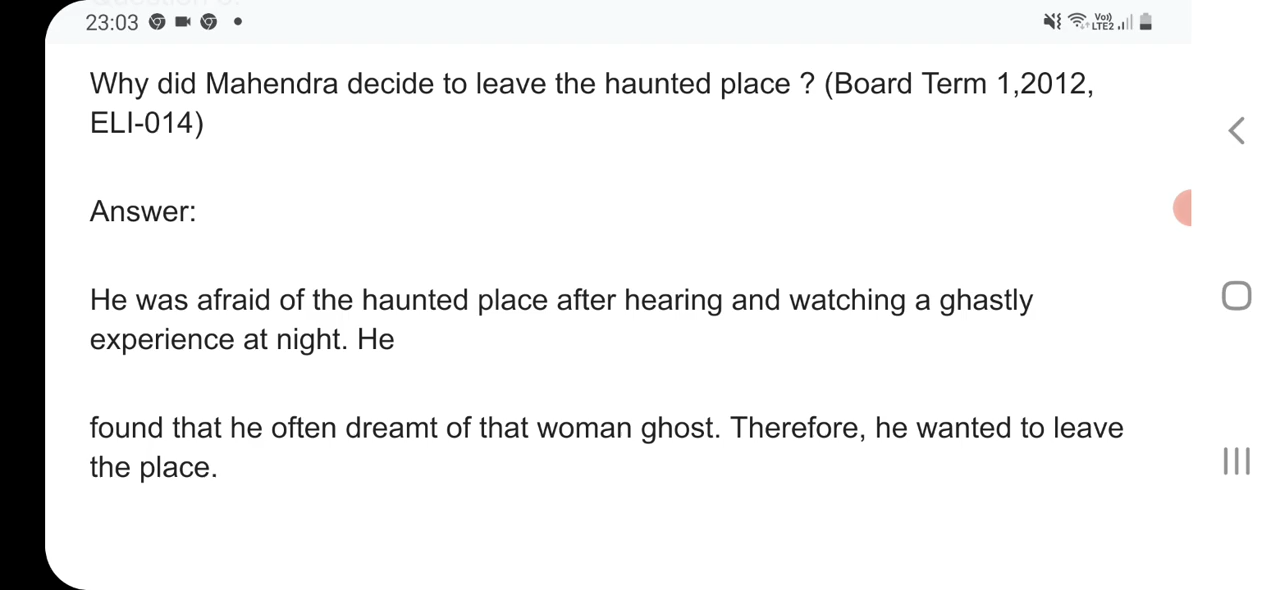 23:03
Vo)) LTE2
Why did Mahendra decide to leave the haunted place ? (Board Term 1,2012,
ELI-014)
Answer:
He was afraid of the haunted place after hearing and watching a ghastly
experience at night. He
found that he often dreamt of that woman ghost. Therefore, he wanted to leave
the place.